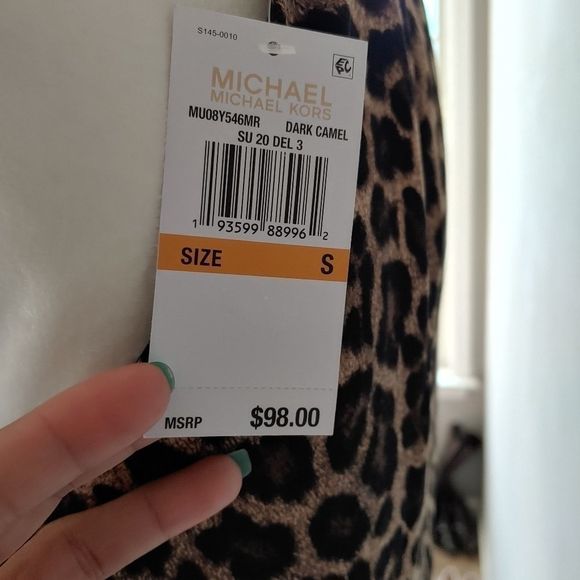 S145-0010
MICHAEL
MICHAEL KORS
MU08Y546MR DARK CAMEL
SU 20 DEL 3
1 93599 88996 2
SIZE S
MSRP $98.00